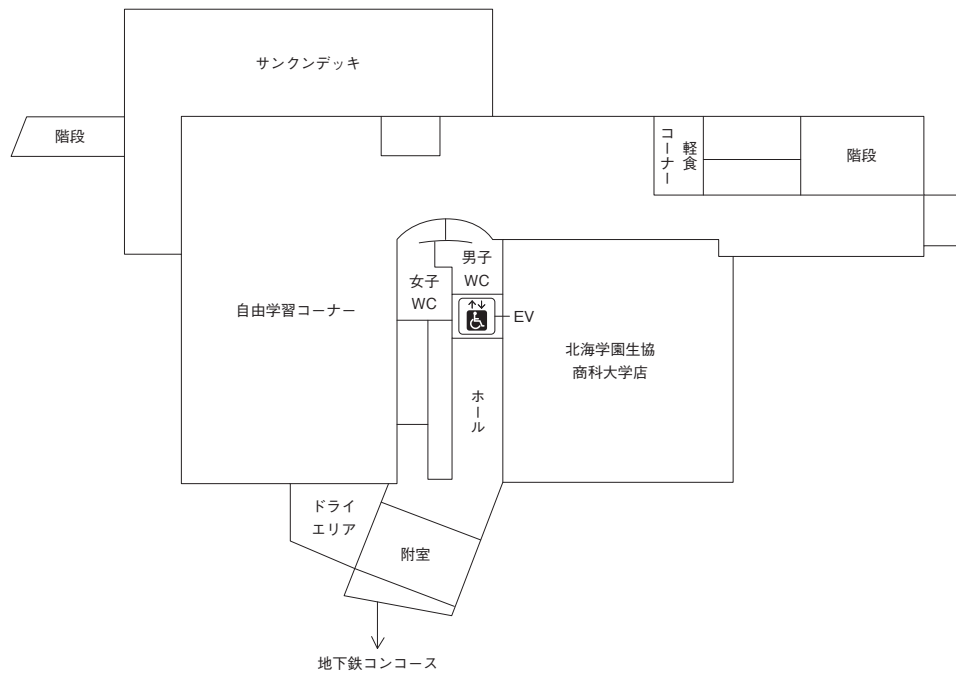 サンクンデッキ
階段
軽食
コーナー
階段
男子
WC
女子
WC
EV
自由学習コーナー
北海学園生協
商科大学店
ホール
ドライ
エリア
附室
地下鉄コンコース